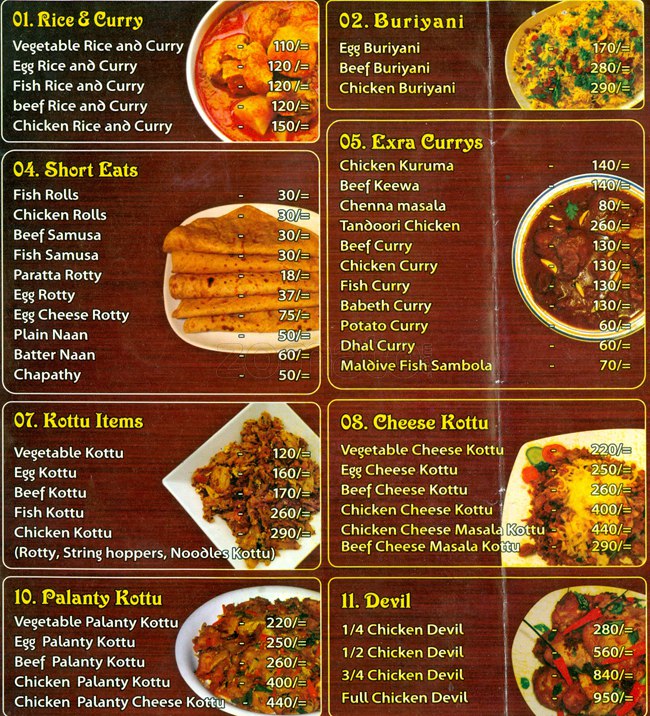 01. Rice & Curry
Vegetable Rice and Curry - 110/=
Egg Rice and Curry - 120 /=
Fish Rice and Curry - 120/=
beef Rice and Curry - 120/=
Chicken Rice and Curry - 150/=
02. Buriyani
Egg Buriyani - 170/=
Beef Buriyani - 280/=
Chicken Buriyani - 290/=
04. Short Eats
Fish Rolls - 30/=
Chicken Rolls - 30/=
Beef Samusa - 30/=
Fish Samusa - 30/=
Paratta Rotty - 18/=
Egg Rotty - 37/=
Egg Cheese Rotty - 75/=
Plain Naan - 50/=
Batter Naan - 60/=
Chapathy - 50/=
05. Exra Currys
Chicken Kuruma - 140/=
Beef Keewa - 140/=
Chenna masala - 80/=
Tandoori Chicken - 260/=
Beef Curry - 130/=
Chicken Curry - 130/=
Fish Curry - 130/=
Babeth Curry - 130/=
Potato Curry - 60/=
Dhal Curry - 60/=
Maldive Fish Sambola - 70/=
07. Kottu Items
Vegetable Kottu - 120/=
Egg Kottu - 160/=
Beef Kottu - 170/=
Fish Kottu - 260/=
Chicken Kottu - 290/=
(Rotty, String hoppers, Noodles Kottu)
08. Cheese Kottu
Vegetable Cheese Kottu - 220/=
Egg Cheese Kottu - 250/=
Beef Cheese Kottu - 260/=
Chicken Cheese Kottu - 400/=
Chicken Cheese Masala Kottu - 440/=
Beef Cheese Masala Kottu - 290/=
10. Palanty Kottu
Vegetable Palanty Kottu - 220/=
Egg Palanty Kottu - 250/=
Beef Palanty Kottu - 260/=
Chicken Palanty Kottu - 400/=
Chicken Palanty Cheese Kottu - 440/=
11. Devil
1/4 Chicken Devil - 280/=
1/2 Chicken Devil - 560/=
3/4 Chicken Devil - 840/=
Full Chicken Devil - 950/=